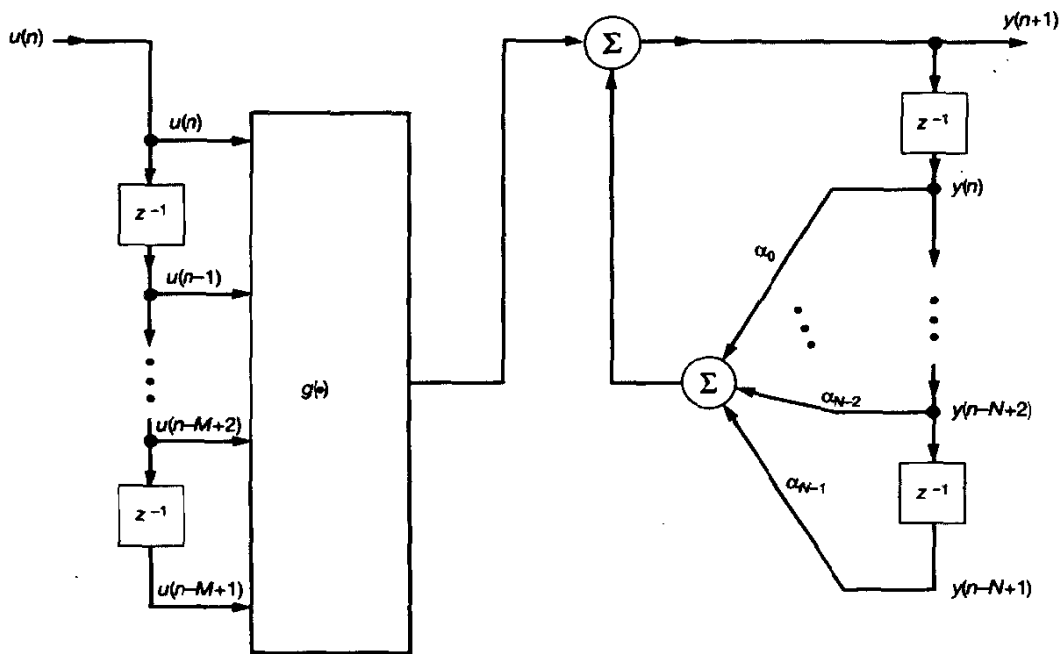 u(n)
y(n+1)
Σ
z⁻¹
u(n)
y(n)
z⁻¹
α₀
u(n–1)
g(•)
Σ
α_{N–2}
y(n–N+2)
u(n–M+2)
z⁻¹
α_{N–1}
z⁻¹
u(n–M+1)
y(n–N+1)